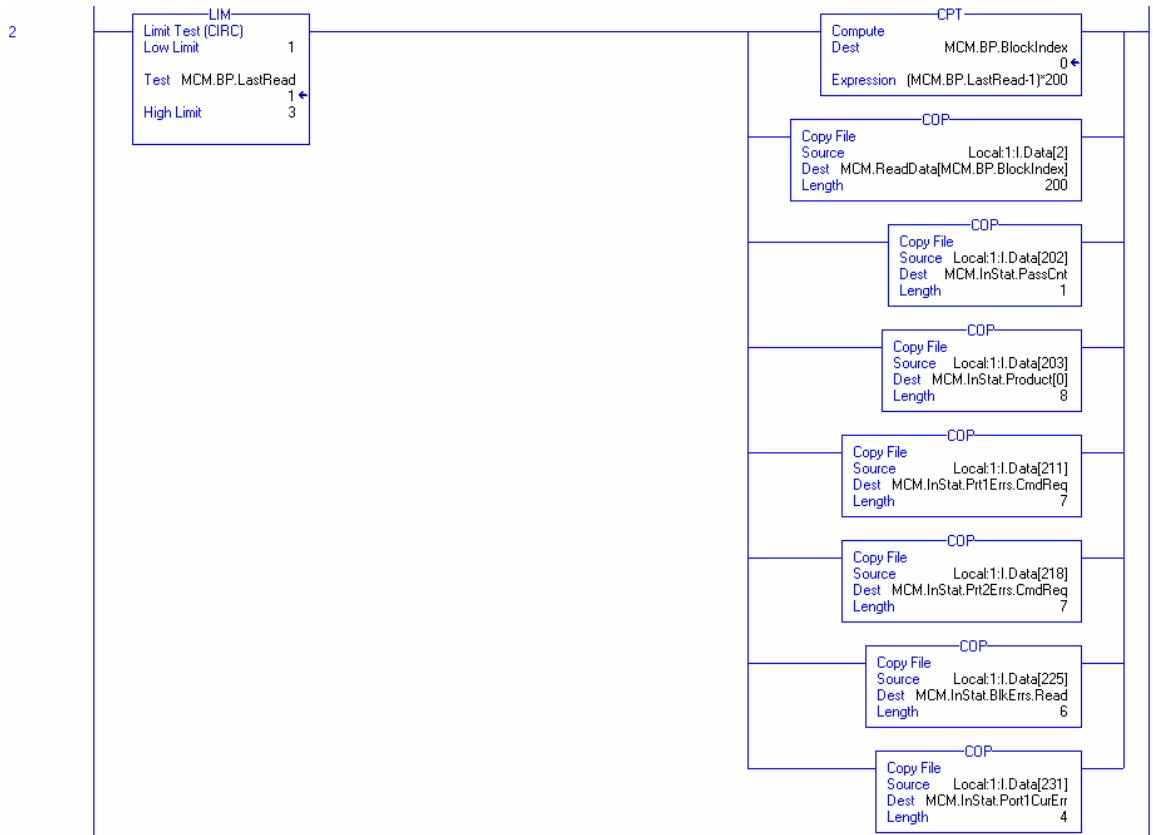 2
LIM
Limit Test (CIRC)
Low Limit 1
Test MCM.BP.LastRead
1
High Limit 3
CPT
Compute
Dest MCM.BP.BlockIndex
0
Expression (MCM.BP.LastRead-1)*200
COP
Copy File
Source Local:1:I.Data[2]
Dest MCM.ReadData[MCM.BP.BlockIndex]
Length 200
COP
Copy File
Source Local:1:I.Data[202]
Dest MCM.InStat.PassCnt
Length 1
COP
Copy File
Source Local:1:I.Data[203]
Dest MCM.InStat.Product[0]
Length 8
COP
Copy File
Source Local:1:I.Data[211]
Dest MCM.InStat.Prt1Errs.CmdReq
Length 7
COP
Copy File
Source Local:1:I.Data[218]
Dest MCM.InStat.Prt2Errs.CmdReq
Length 7
COP
Copy File
Source Local:1:I.Data[225]
Dest MCM.InStat.BlkErrs.Read
Length 6
COP
Copy File
Source Local:1:I.Data[231]
Dest MCM.InStat.Port1CurErr
Length 4